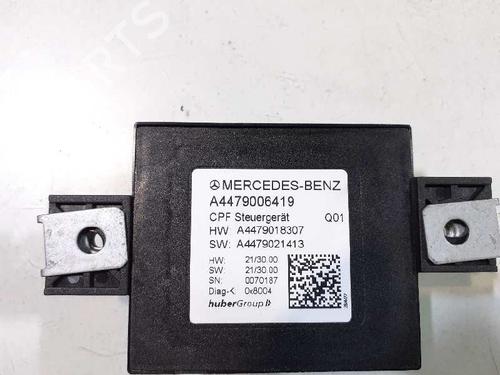 MERCEDES-BENZ
A4479006419
CPF Steuergerät Q01
HW: A4479018307
SW: A4479021413
HW: 21/30.00
SW: 21/30.00
SN: 0070187
Diag-K: 0x8004
huberGroup